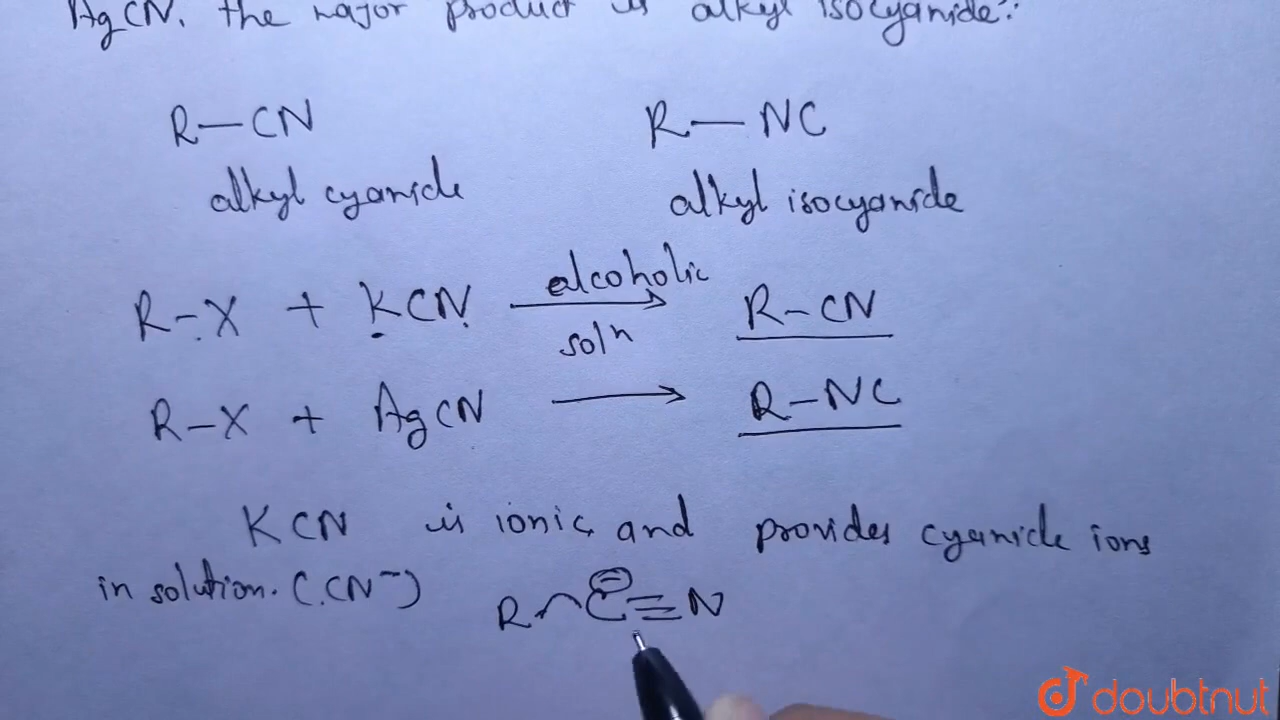 AgCN, the major product is alkyl isocyanide∵
R—CN R—NC
alkyl cyanide alkyl isocyanide
alcoholic
R–X + KCN ⟶ R–CN
solⁿ
R–X + AgCN ⟶ R–NC
KCN is ionic and provides cyanide ions
in solution. (:CN⁻) R C⁻≡N
doubtnut